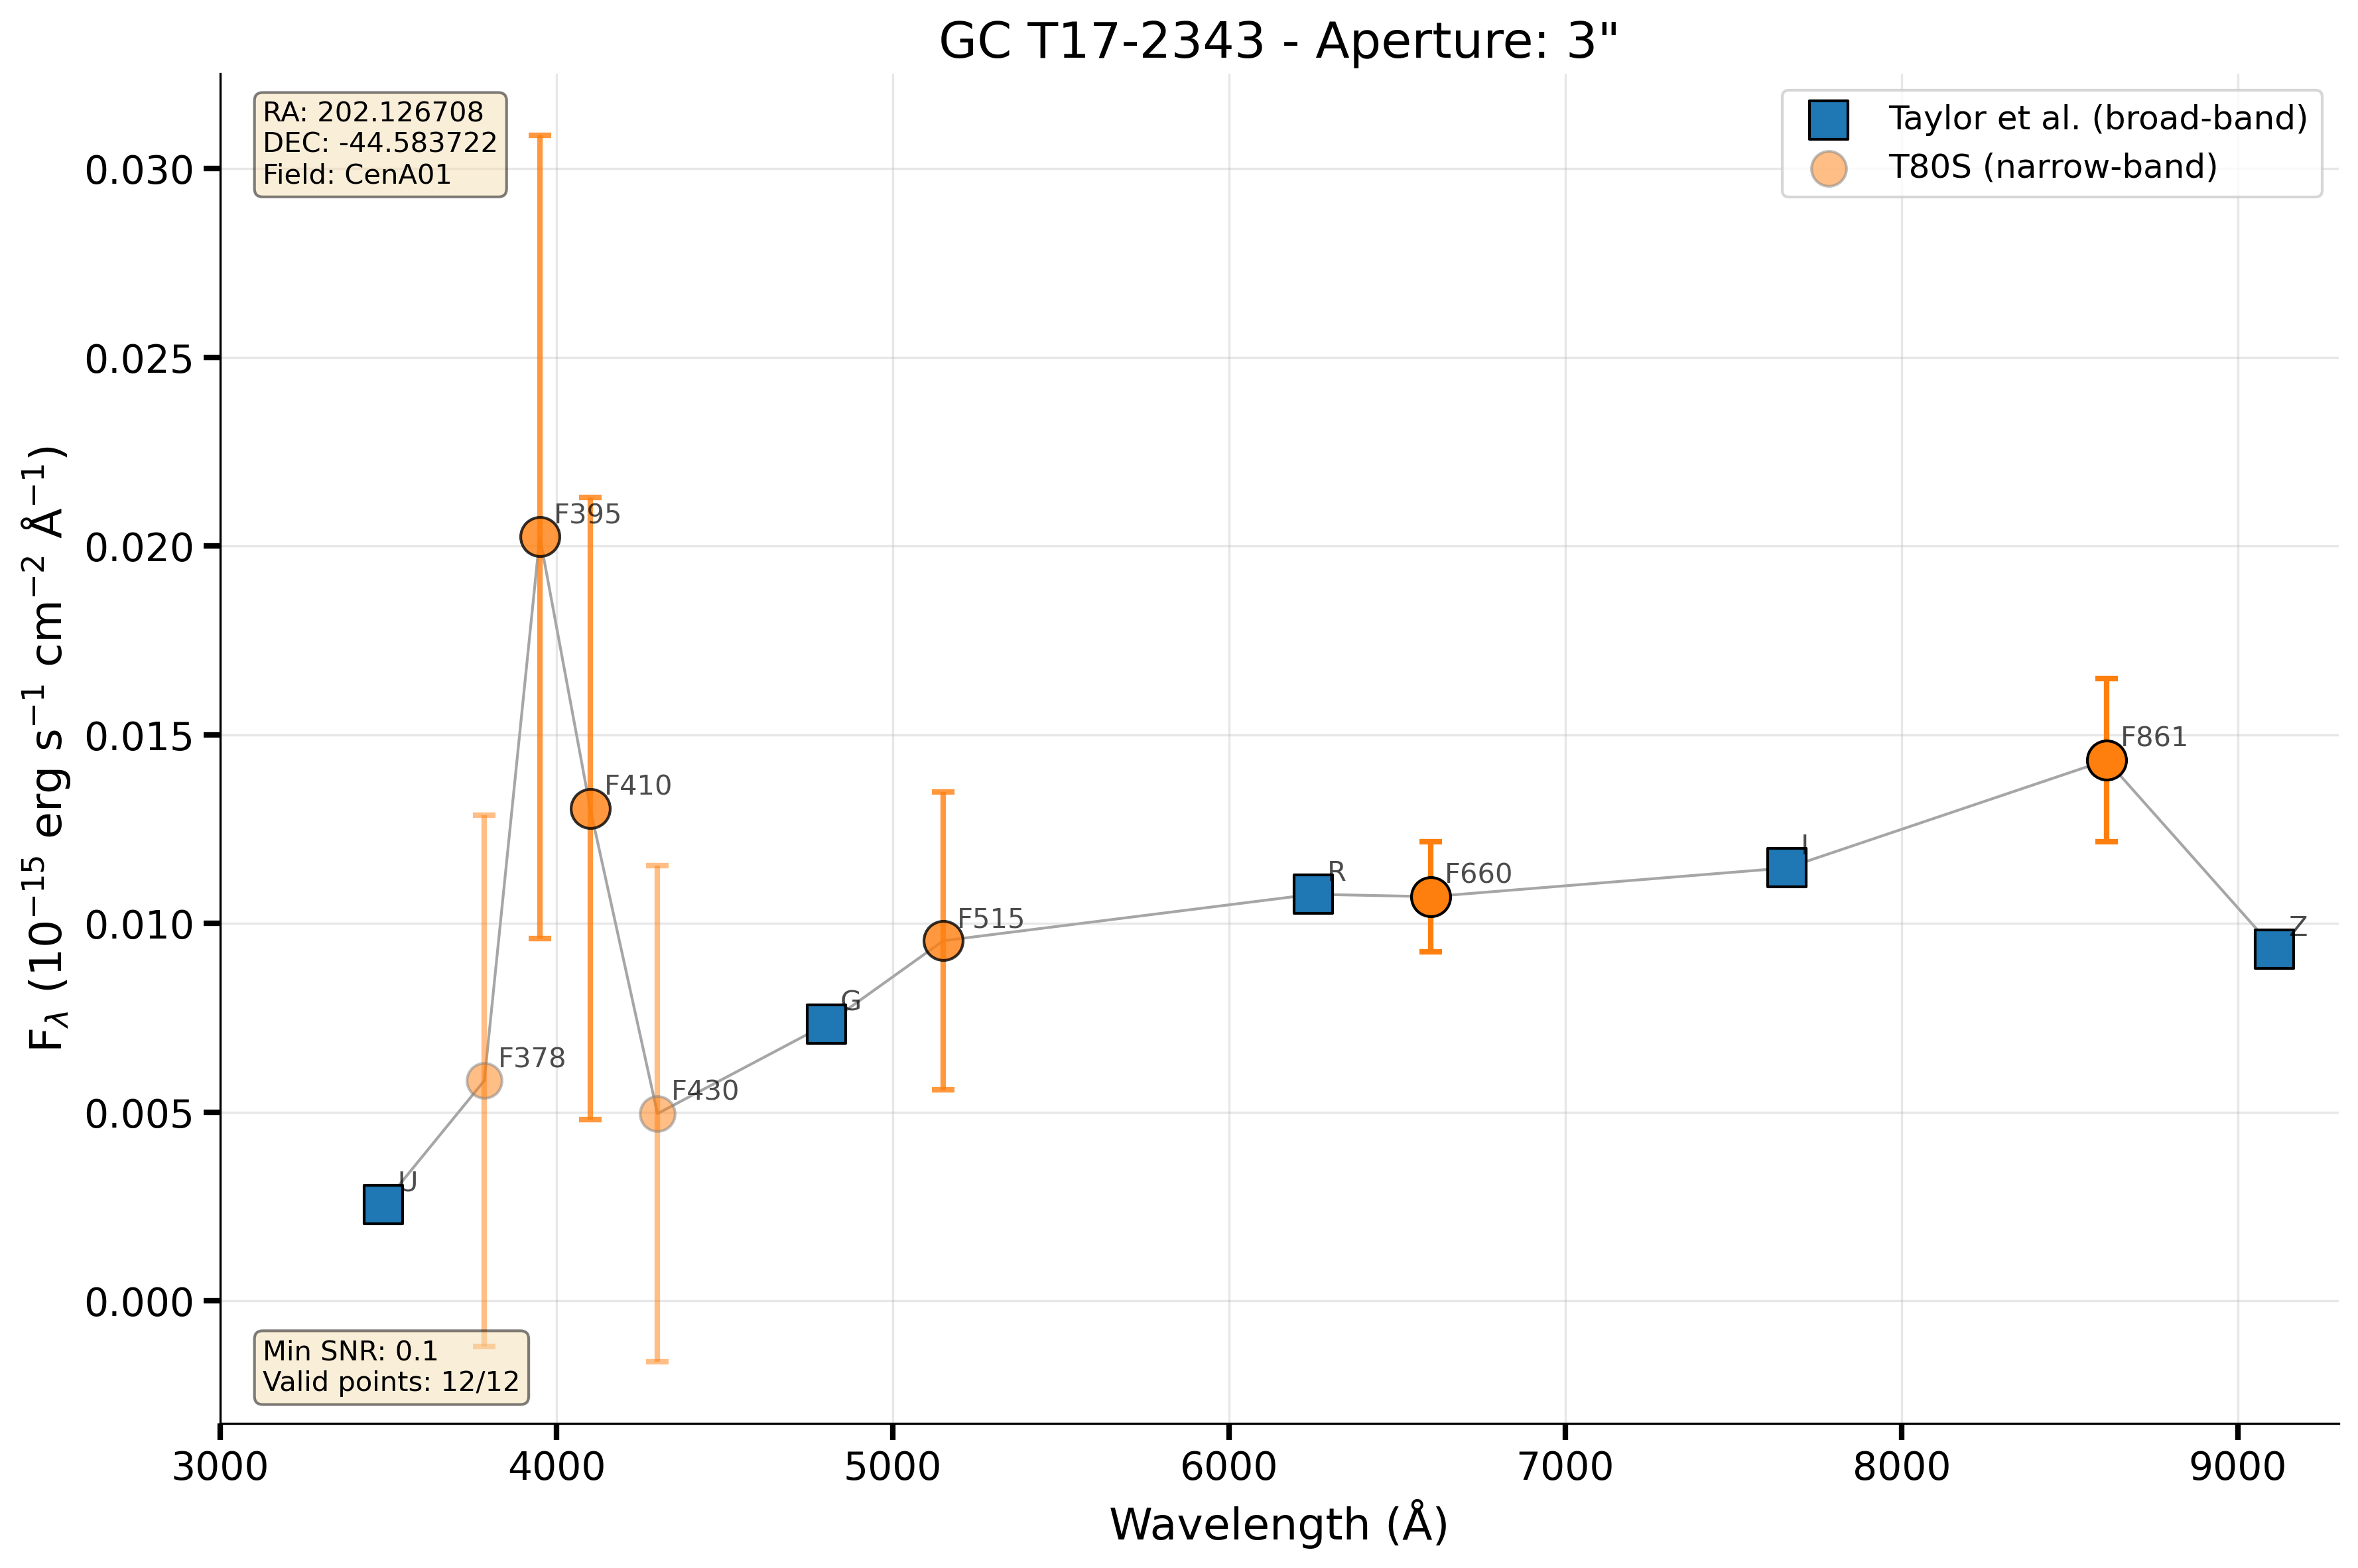 GC T17-2343 - Aperture: 3"
RA: 202.126708
DEC: -44.583722
Field: CenA01
Taylor et al. (broad-band)
T80S (narrow-band)
F_λ (10^−15 erg s^−1 cm^−2 Å^−1)
0.030
0.025
0.020
0.015
0.010
0.005
0.000
U
F378
F395
F410
F430
G
F515
R
F660
I
F861
Z
Min SNR: 0.1
Valid points: 12/12
3000 4000 5000 6000 7000 8000 9000
Wavelength (Å)